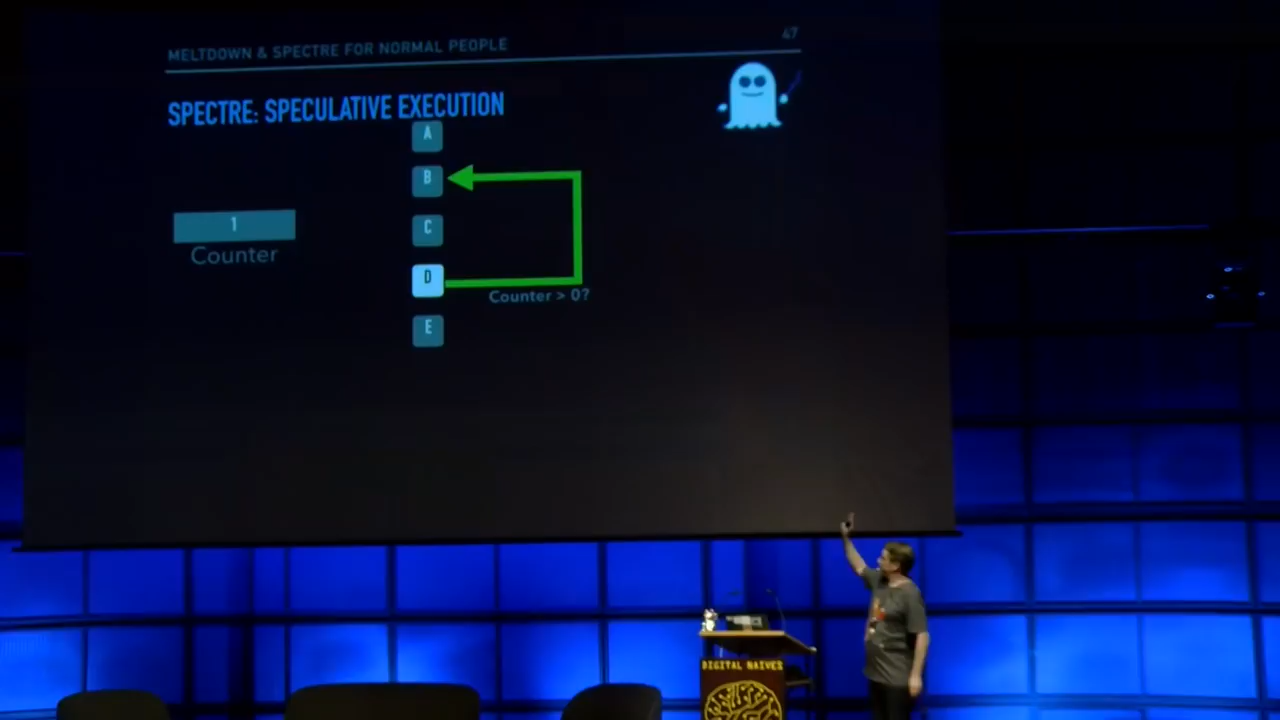 MELTDOWN & SPECTRE FOR NORMAL PEOPLE
47
SPECTRE: SPECULATIVE EXECUTION
A
B
1
C
Counter
D
Counter > 0?
E
DIGITAL NAIVES